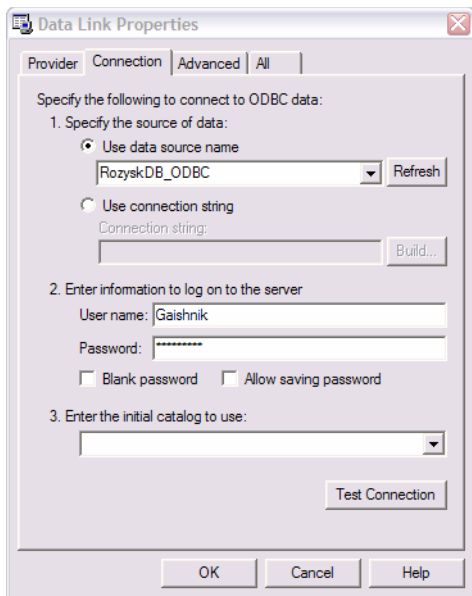 Data Link Properties
Provider Connection Advanced All
Specify the following to connect to ODBC data:
1. Specify the source of data:
Use data source name
RozyskDB_ODBC Refresh
Use connection string
Connection string:
Build...
2. Enter information to log on to the server
User name: Gaishnik
Password: *********
Blank password Allow saving password
3. Enter the initial catalog to use:
Test Connection
OK Cancel Help